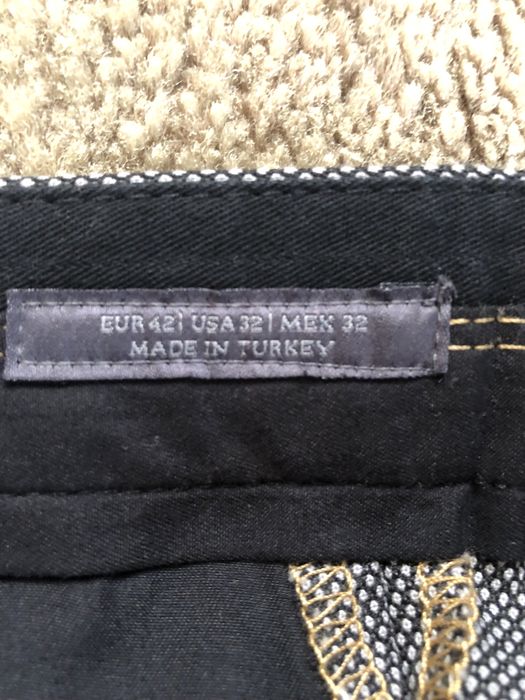 EUR 42 | USA 32 | MEX 32
MADE IN TURKEY